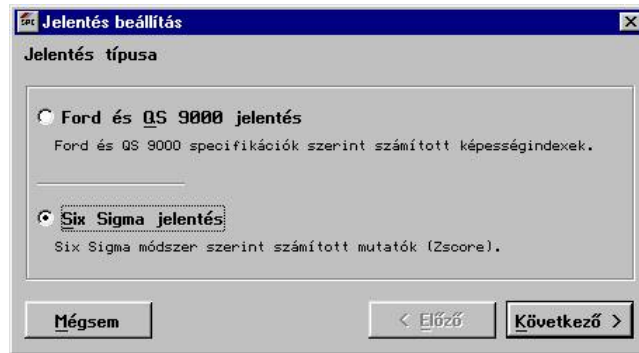 SPC Jelentés beállítás
Jelentés típusa
Ford és QS 9000 jelentés
Ford és QS 9000 specifikációk szerint számított képességindexek.
Six Sigma jelentés
Six Sigma módszer szerint számított mutatók (Zscore).
Mégsem < Előző Következő >